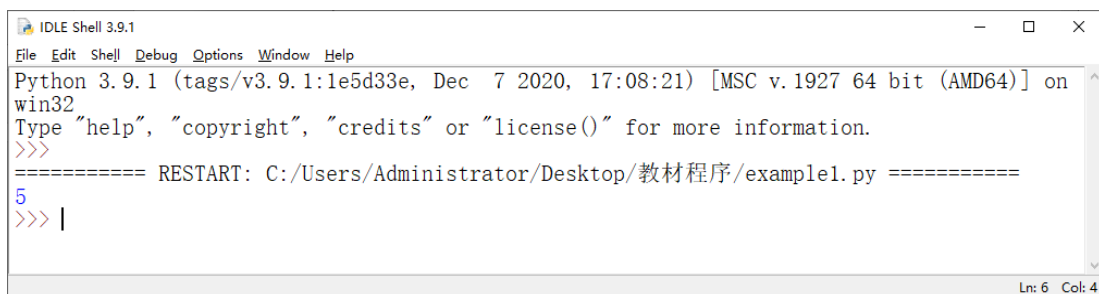 IDLE Shell 3.9.1
File Edit Shell Debug Options Window Help
Python 3.9.1 (tags/v3.9.1:1e5d33e, Dec  7 2020, 17:08:21) [MSC v.1927 64 bit (AMD64)] on
win32
Type "help", "copyright", "credits" or "license()" for more information.
>>>
=========== RESTART: C:/Users/Administrator/Desktop/教材程序/example1.py ===========
5
>>>
Ln: 6 Col: 4